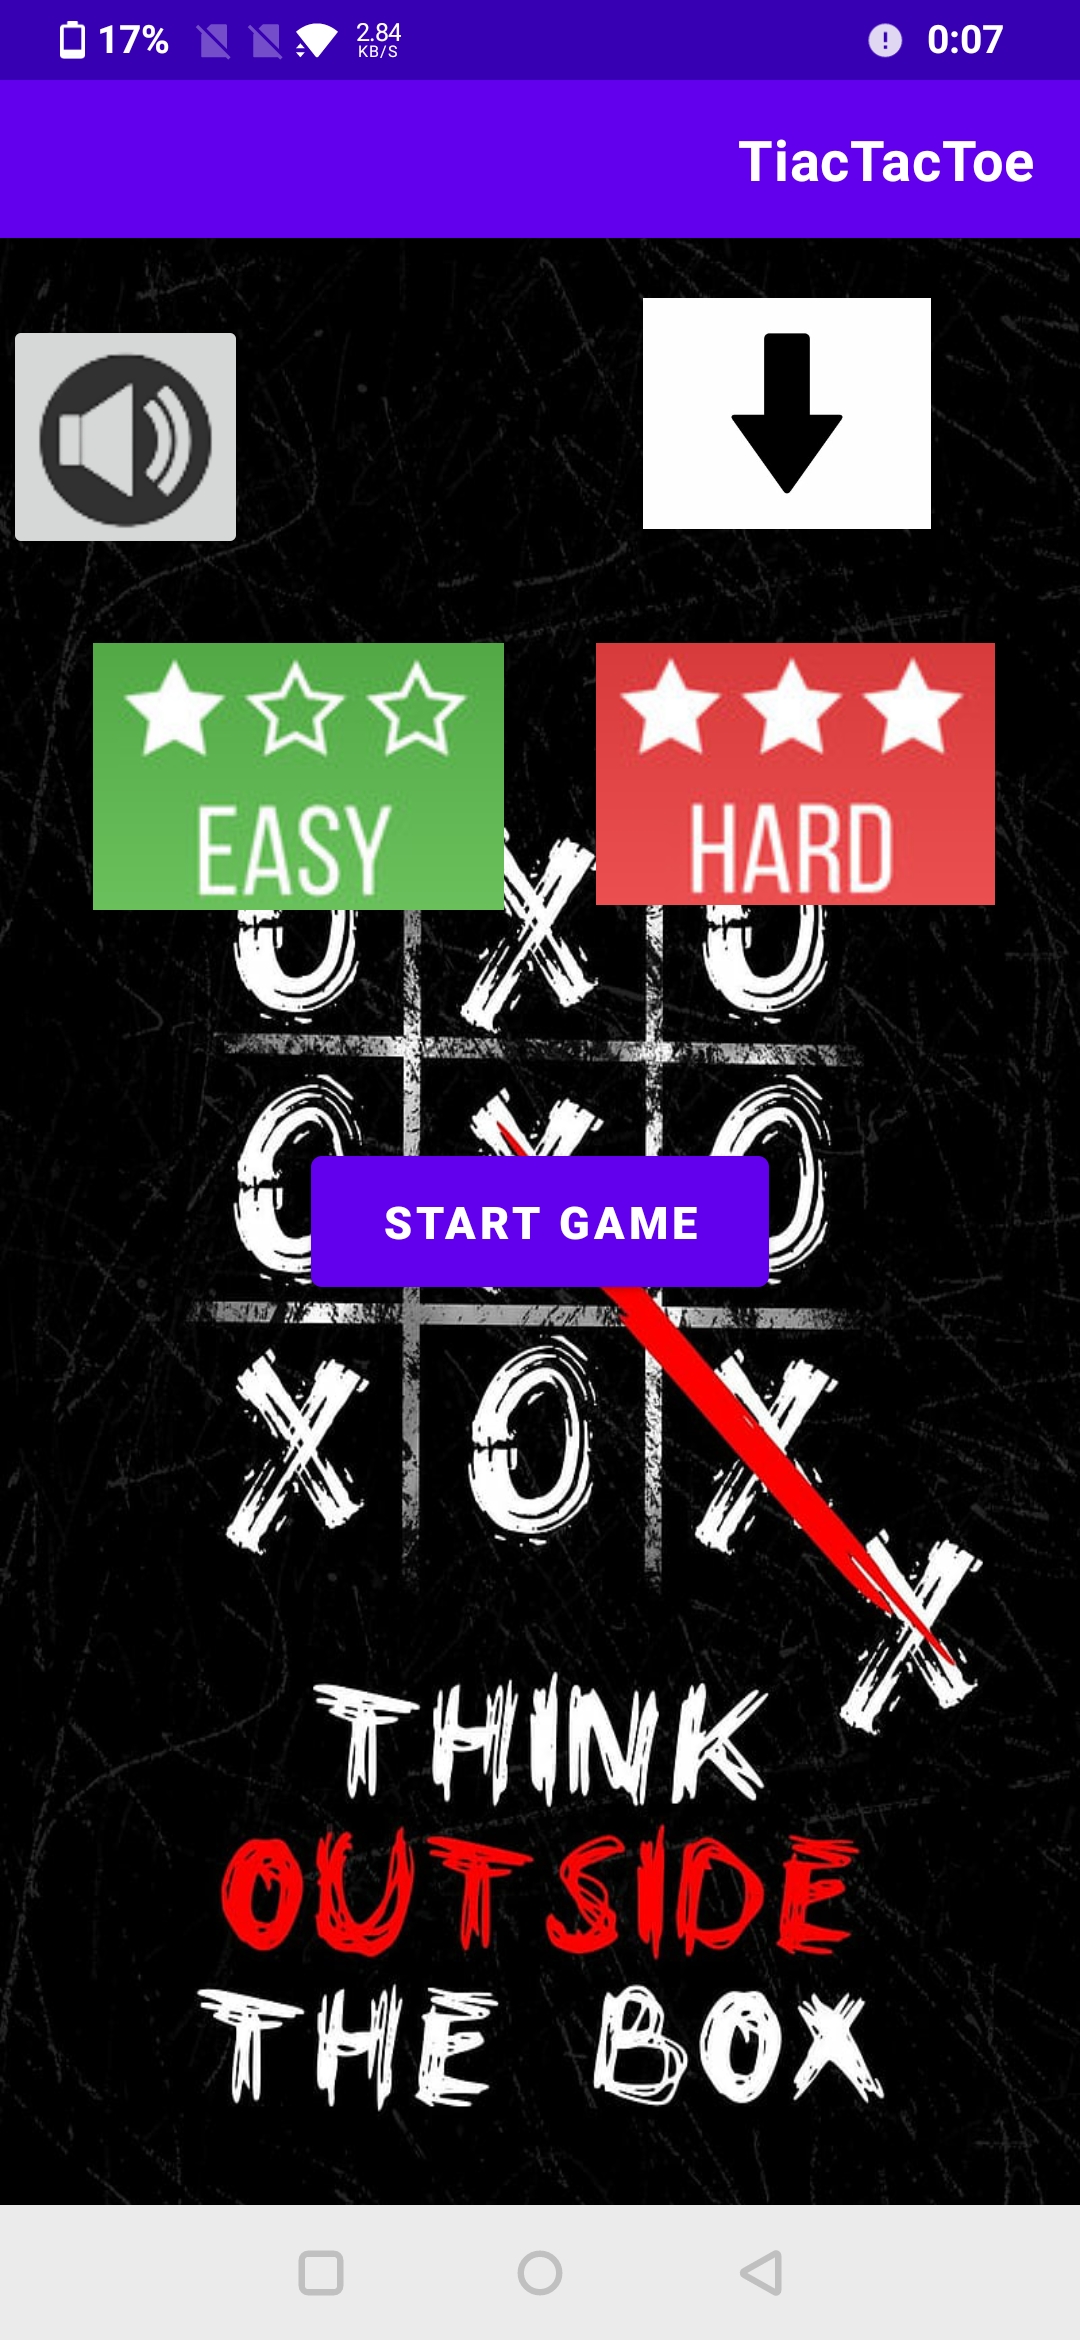 17% 2.84 KB/S 0:07
TiacTacToe
EASY HARD
O X O
O X O
START GAME
X O X
X
THINK
OUTSIDE
THE BOX